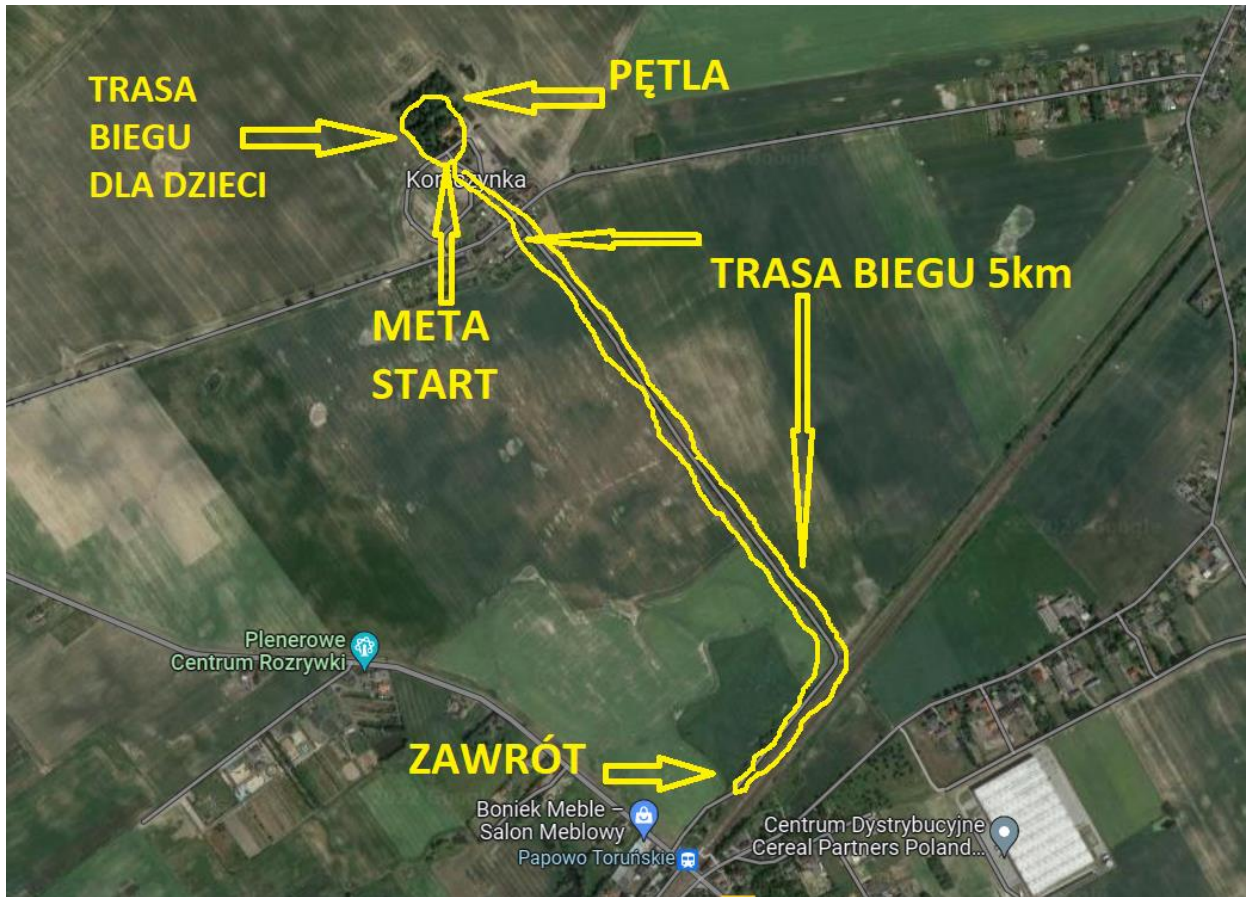 TRASA
BIEGU
DLA DZIECI
PĘTLA
TRASA BIEGU 5km
META
START
Plenerowe
Centrum Rozrywki
ZAWRÓT
Boniek Meble –
Salon Meblowy
Papowo Toruńskie
Centrum Dystrybucyjne
Cereal Partners Poland...